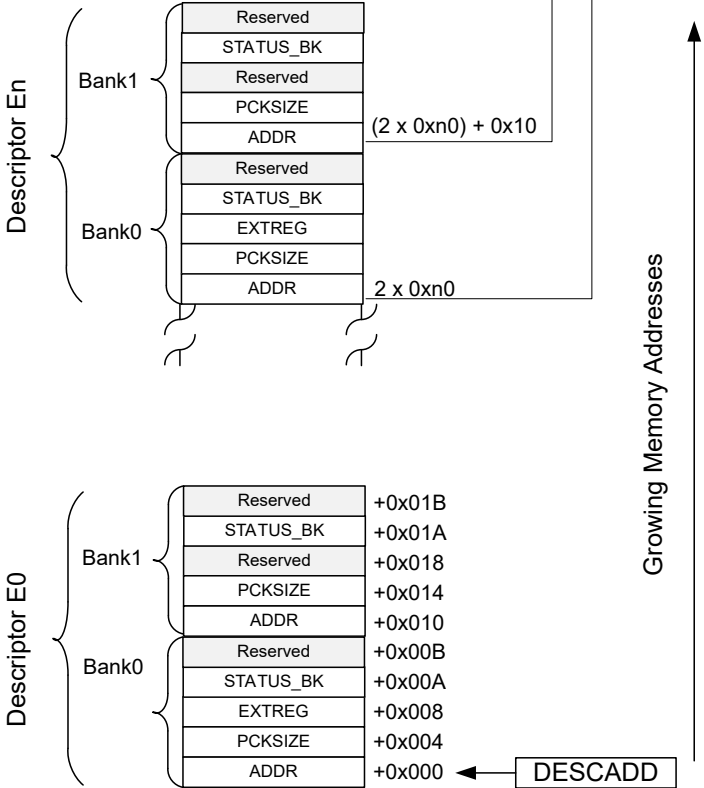 Descriptor En
Bank1
Reserved
STATUS_BK
Reserved
PCKSIZE
ADDR (2 x 0xn0) + 0x10
Bank0
Reserved
STATUS_BK
EXTREG
PCKSIZE
ADDR 2 x 0xn0
Growing Memory Addresses
Descriptor E0
Bank1
Reserved +0x01B
STATUS_BK +0x01A
Reserved +0x018
PCKSIZE +0x014
ADDR +0x010
Bank0
Reserved +0x00B
STATUS_BK +0x00A
EXTREG +0x008
PCKSIZE +0x004
ADDR +0x000 DESCADD